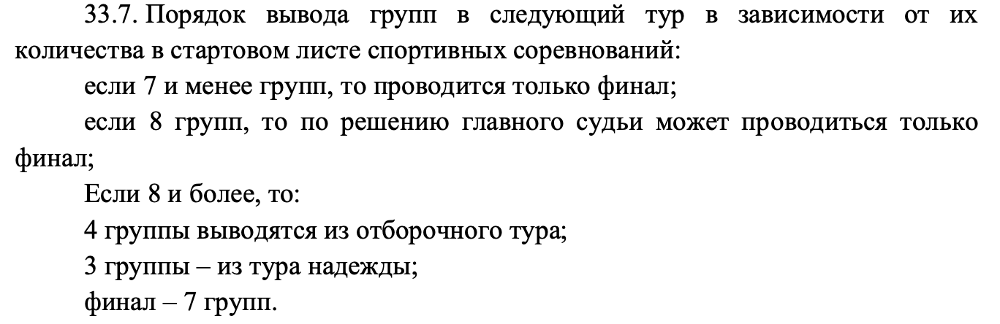 33.7. Порядок вывода групп в следующий тур в зависимости от их
количества в стартовом листе спортивных соревнований:
если 7 и менее групп, то проводится только финал;
если 8 групп, то по решению главного судьи может проводиться только
финал;
Если 8 и более, то:
4 группы выводятся из отборочного тура;
3 группы – из тура надежды;
финал – 7 групп.